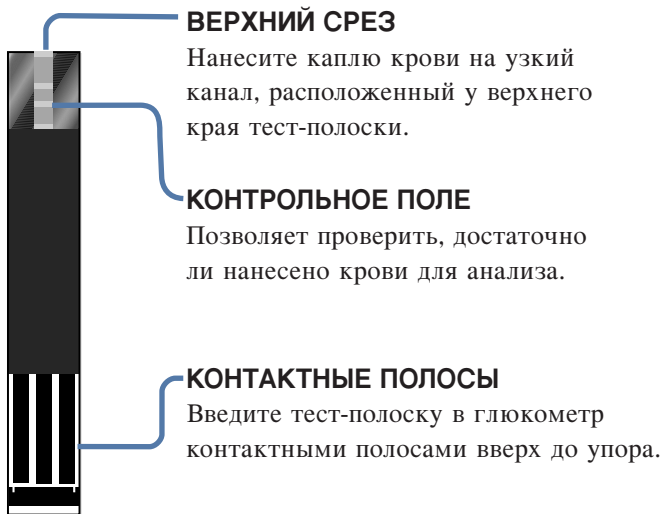 ВЕРХНИЙ СРЕЗ
Нанесите каплю крови на узкий
канал, расположенный у верхнего
края тест-полоски.
КОНТРОЛЬНОЕ ПОЛЕ
Позволяет проверить, достаточно
ли нанесено крови для анализа.
КОНТАКТНЫЕ ПОЛОСЫ
Введите тест-полоску в глюкометр
контактными полосами вверх до упора.